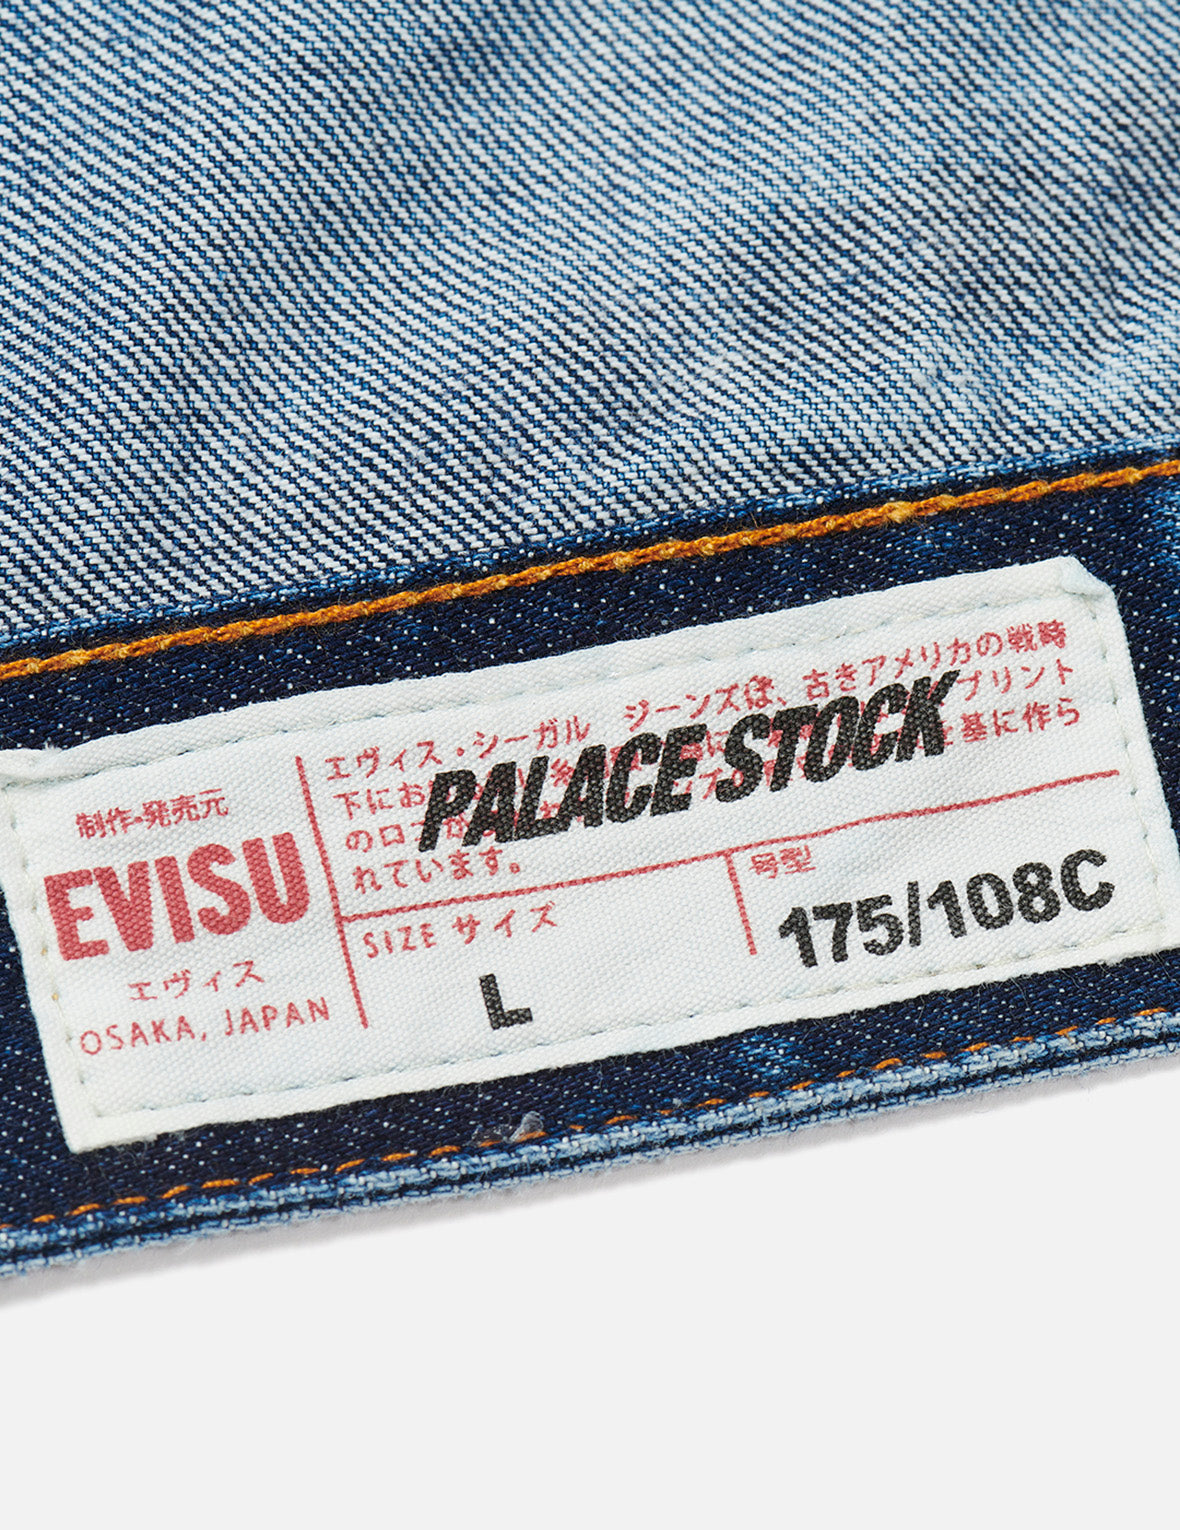 制作・発売元
EVISU
エヴィス
OSAKA, JAPAN
エヴィス・シーガル ジーンズは、古きアメリカの戦時
下にお プリント
のロゴが 基に作ら
れています。
PALACE STOCK
SIZE サイズ
L
号型
175/108C